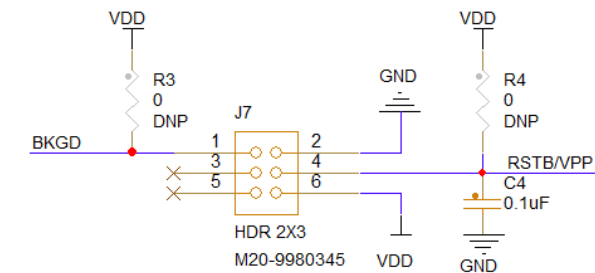 VDD
VDD
R3
0
DNP
GND
R4
0
DNP
J7
BKGD
1
2
3
4
5
6
RSTB/VPP
C4
0.1uF
HDR 2X3
M20-9980345
VDD
GND